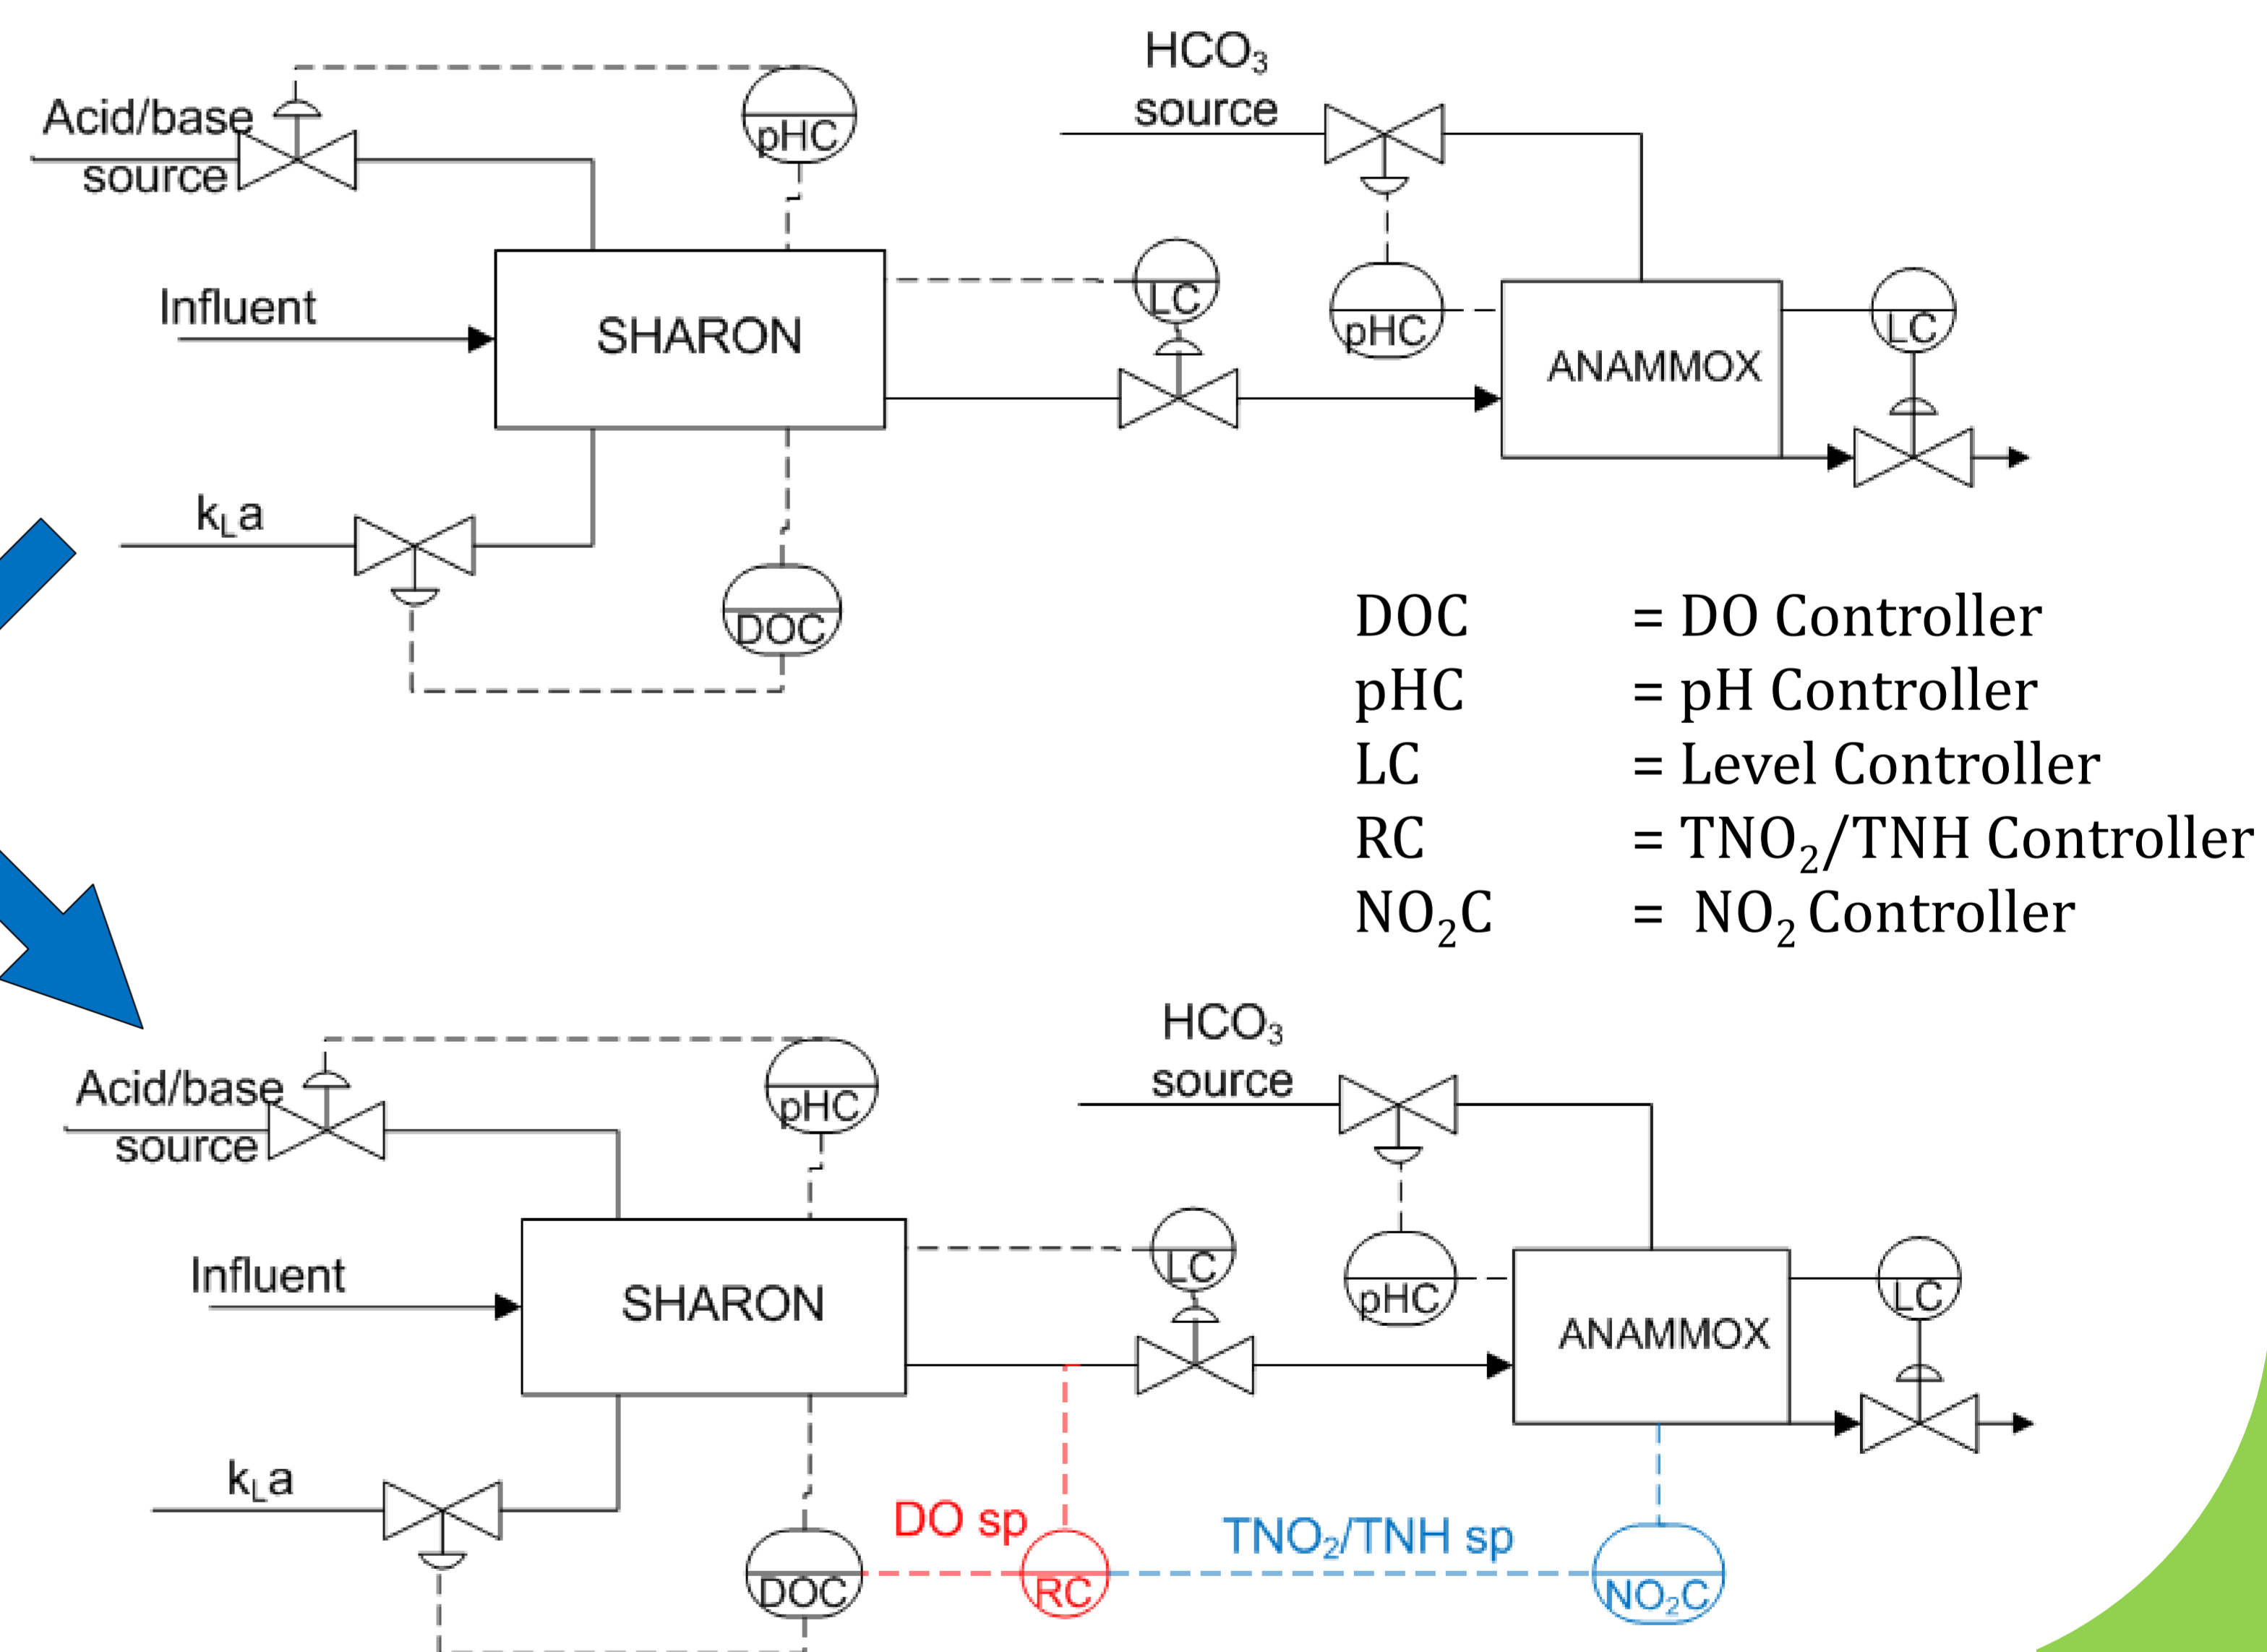 HCO₃
source
Acid/base
source
pHC
LC
Influent
SHARON
pHC
LC
ANAMMOX
kLa
DOC
DOC = DO Controller
pHC = pH Controller
LC = Level Controller
RC = TNO₂/TNH Controller
NO₂C = NO₂ Controller
HCO₃
source
Acid/base
source
pHC
LC
Influent
SHARON
pHC
LC
ANAMMOX
kLa
DO sp
TNO₂/TNH sp
DOC
RC
NO₂C